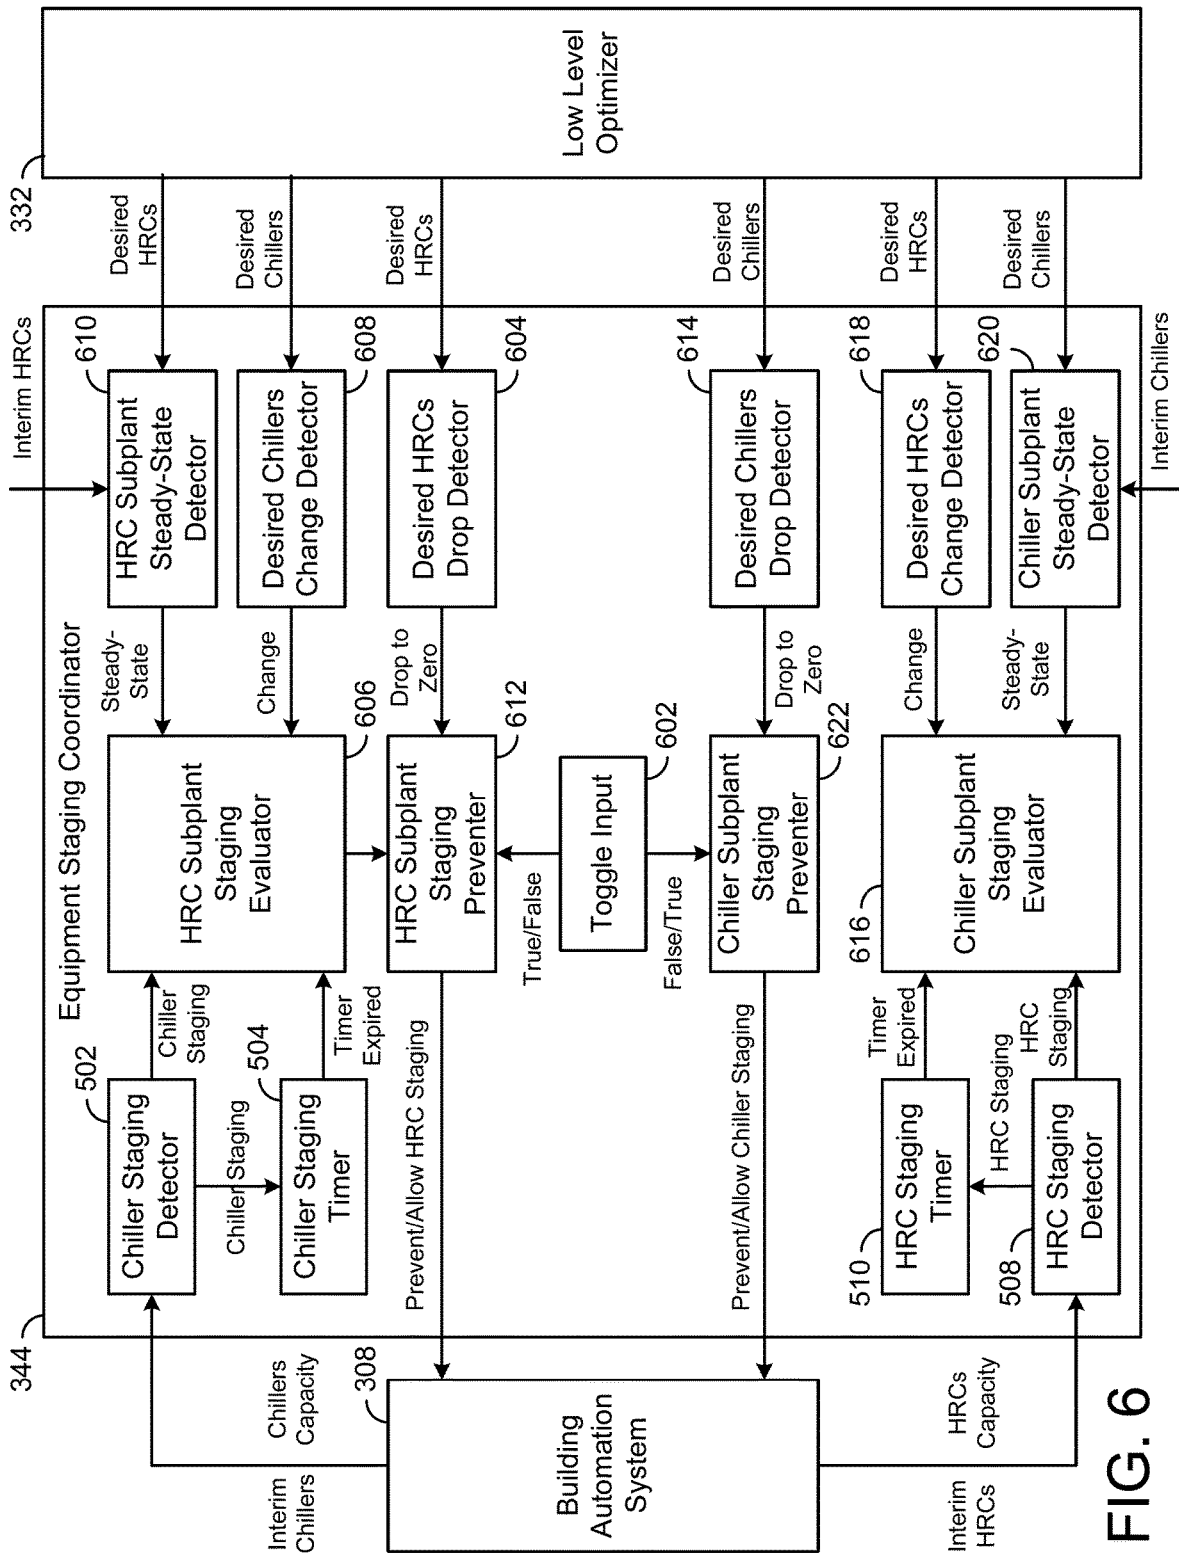 344
Equipment Staging Coordinator
332
Low Level
Optimizer
Interim HRCs
502
Chiller Staging
Detector
Chiller
Staging
Chiller Staging
504
Chiller Staging
Timer
Timer
Expired
HRC Subplant
Staging
Evaluator
606
Steady-
State
610
HRC Subplant
Steady-State
Detector
Desired
HRCs
Change
608
Desired Chillers
Change Detector
Desired
Chillers
Interim
Chillers
Chillers
Capacity
308
Building
Automation
System
Prevent/Allow HRC Staging
HRC Subplant
Staging
Preventer
612
Drop to
Zero
604
Desired HRCs
Drop Detector
Desired
HRCs
True/False
Toggle Input
602
False/True
Prevent/Allow Chiller Staging
Chiller Subplant
Staging
Preventer
622
Drop to
Zero
614
Desired Chillers
Drop Detector
Desired
Chillers
Interim
HRCs
HRCs
Capacity
510
HRC Staging
Timer
Timer
Expired
HRC Staging
508
HRC Staging
Detector
HRC
Staging
616
Chiller Subplant
Staging
Evaluator
Change
618
Desired HRCs
Change Detector
Desired
HRCs
Steady-
State
620
Chiller Subplant
Steady-State
Detector
Desired
Chillers
Interim Chillers
FIG. 6